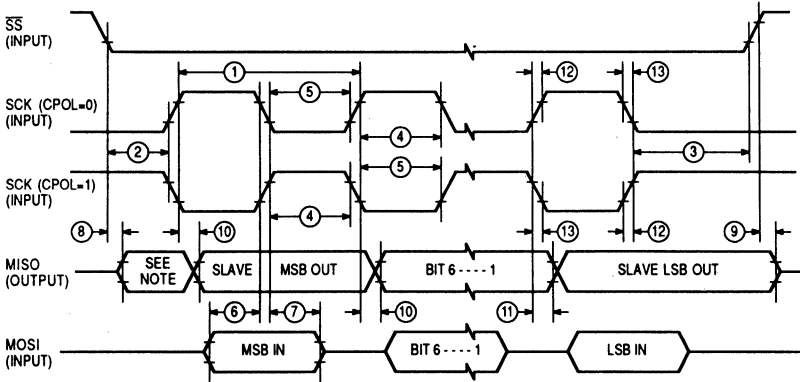 SS
(INPUT)
SCK (CPOL=0)
(INPUT)
SCK (CPOL=1)
(INPUT)
MISO
(OUTPUT)
MOSI
(INPUT)
1
12
13
5
2
4
3
5
4
8
10
13
12
9
SEE
NOTE
SLAVE
MSB OUT
BIT 6 - - - - 1
SLAVE LSB OUT
6
7
10
11
MSB IN
BIT 6 - - - - 1
LSB IN